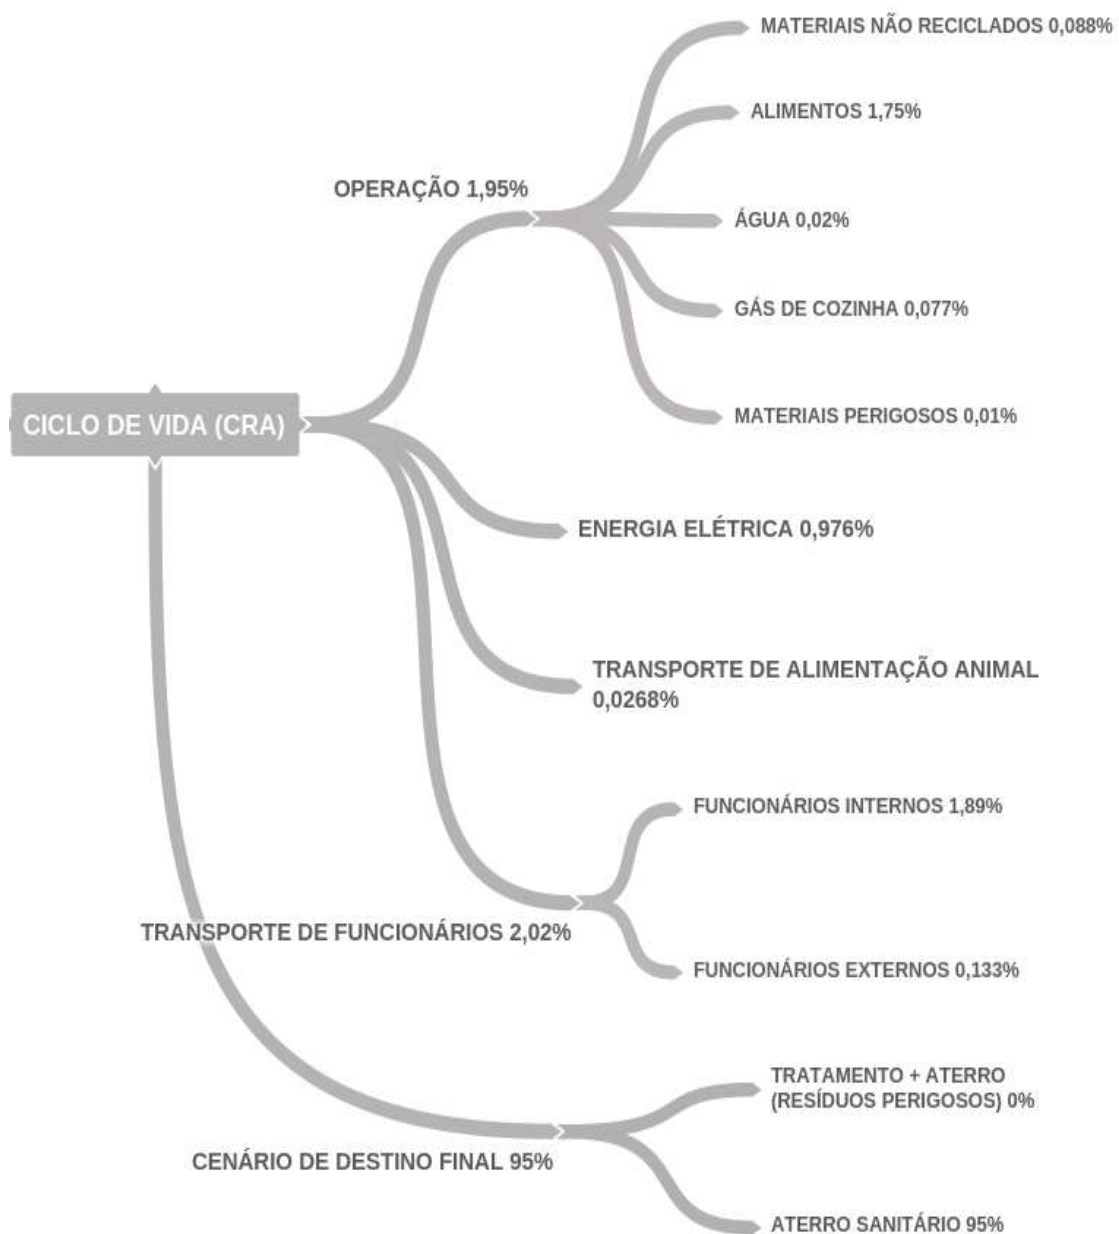 MATERIAIS NÃO RECICLADOS 0,088%
ALIMENTOS 1,75%
OPERAÇÃO 1,95%
ÁGUA 0,02%
GÁS DE COZINHA 0,077%
MATERIAIS PERIGOSOS 0,01%
CICLO DE VIDA (CRA)
ENERGIA ELÉTRICA 0,976%
TRANSPORTE DE ALIMENTAÇÃO ANIMAL
0,0268%
FUNCIONÁRIOS INTERNOS 1,89%
TRANSPORTE DE FUNCIONÁRIOS 2,02%
FUNCIONÁRIOS EXTERNOS 0,133%
TRATAMENTO + ATERRO
(RESÍDUOS PERIGOSOS) 0%
CENÁRIO DE DESTINO FINAL 95%
ATERRO SANITÁRIO 95%